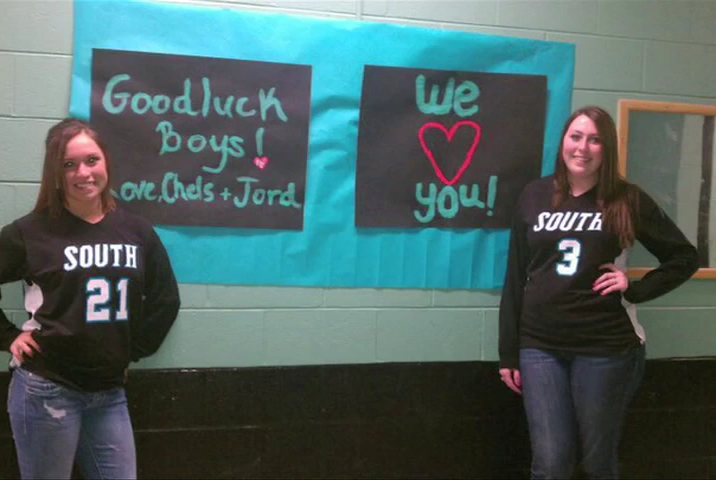 Goodluck
Boys!
Love, Chels + Jord
We
you!
SOUTH
21
SOUTH
3